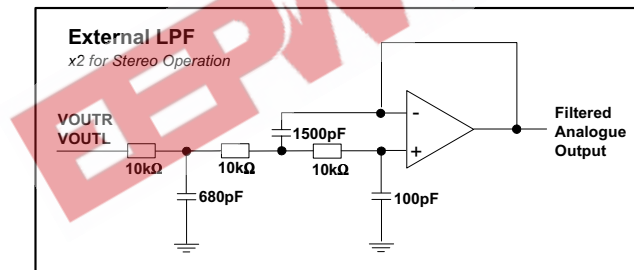 External LPF
x2 for Stereo Operation
VOUTR
VOUTL
10kΩ
680pF
10kΩ
1500pF
10kΩ
100pF
-
+
Filtered
Analogue
Output
EEPW